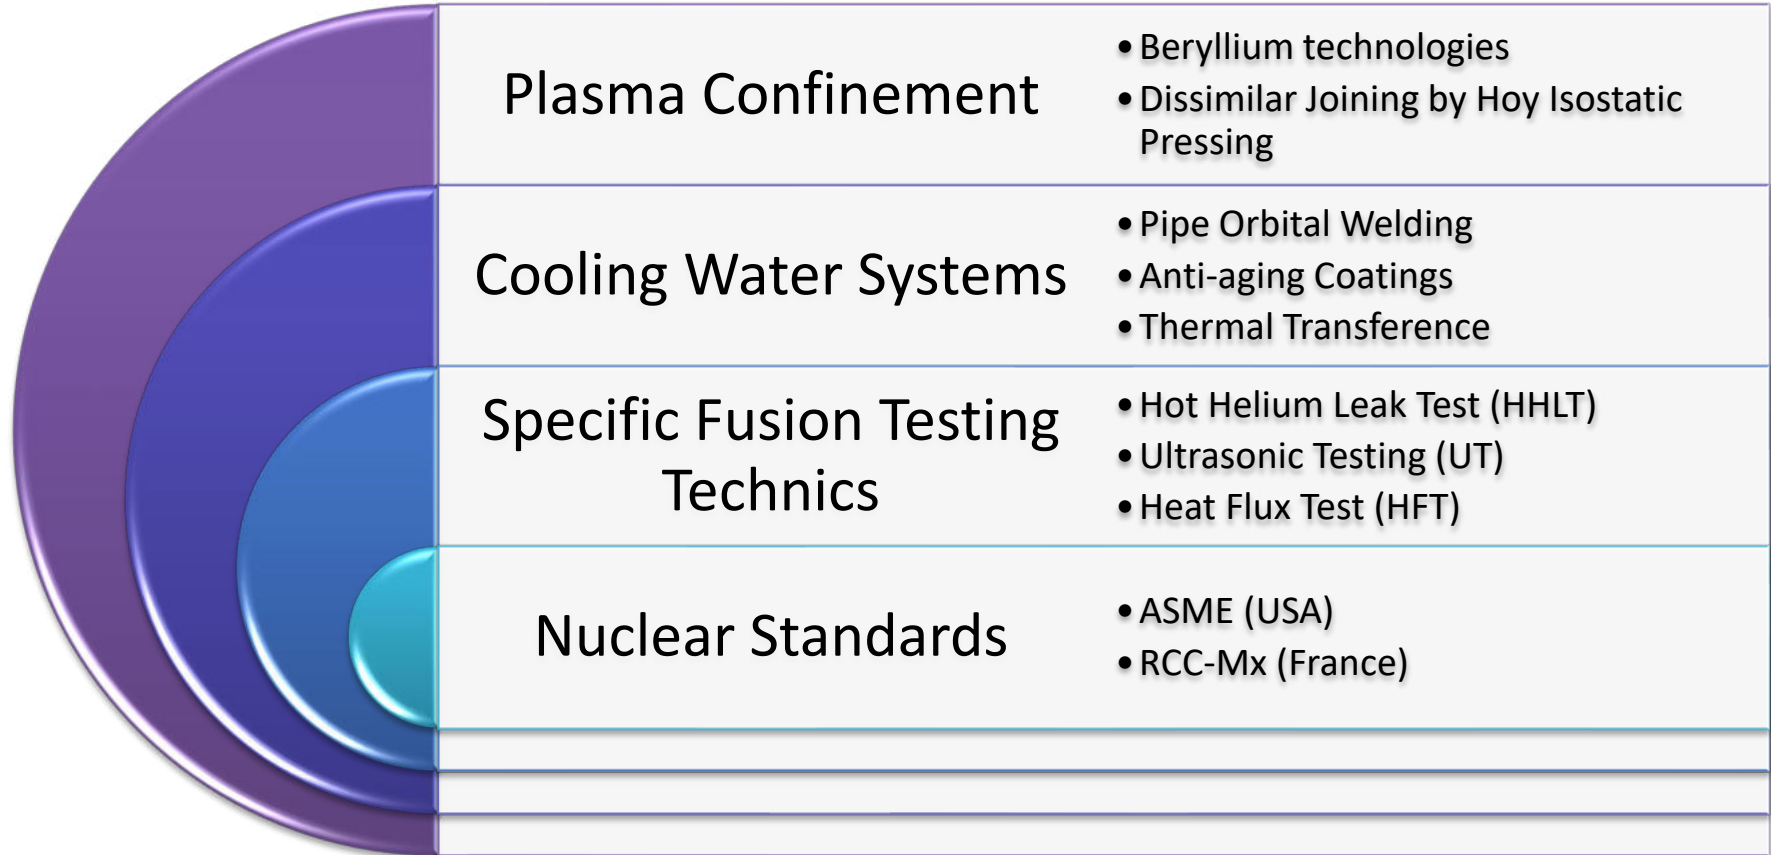 Plasma Confinement
• Beryllium technologies
• Dissimilar Joining by Hoy Isostatic
Pressing
Cooling Water Systems
• Pipe Orbital Welding
• Anti-aging Coatings
• Thermal Transference
Specific Fusion Testing
Technics
• Hot Helium Leak Test (HHLT)
• Ultrasonic Testing (UT)
• Heat Flux Test (HFT)
Nuclear Standards
• ASME (USA)
• RCC-Mx (France)